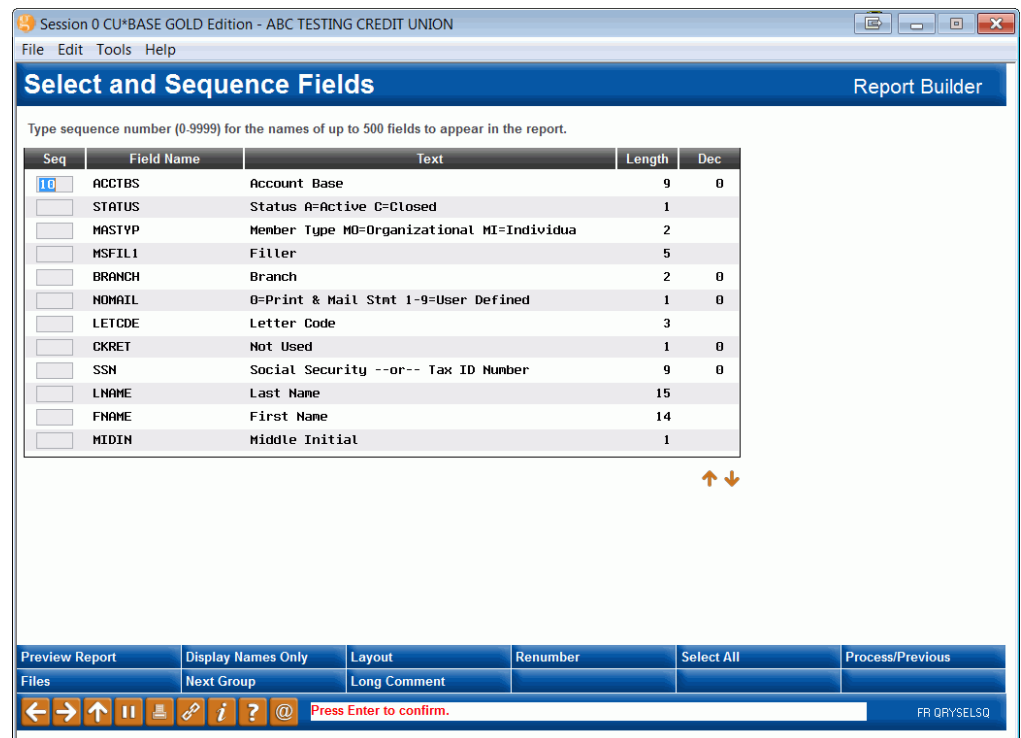 Session 0 CU*BASE GOLD Edition - ABC TESTING CREDIT UNION
File Edit Tools Help
Select and Sequence Fields Report Builder
Type sequence number (0-9999) for the names of up to 500 fields to appear in the report.
Seq Field Name Text Length Dec
10 ACCTBS Account Base 9 0
STATUS Status A=Active C=Closed 1
MASTYP Member Type MO=Organizational MI=Individua 2
MSFIL1 Filler 5
BRANCH Branch 2 0
NOMAIL 0=Print & Mail Stmt 1-9=User Defined 1 0
LETCDE Letter Code 3
CKRET Not Used 1 0
SSN Social Security --or-- Tax ID Number 9 0
LNAME Last Name 15
FNAME First Name 14
MIDIN Middle Initial 1
Preview Report Display Names Only Layout Renumber Select All Process/Previous
Files Next Group Long Comment
i ? @ Press Enter to confirm. FR QRYSELSQ